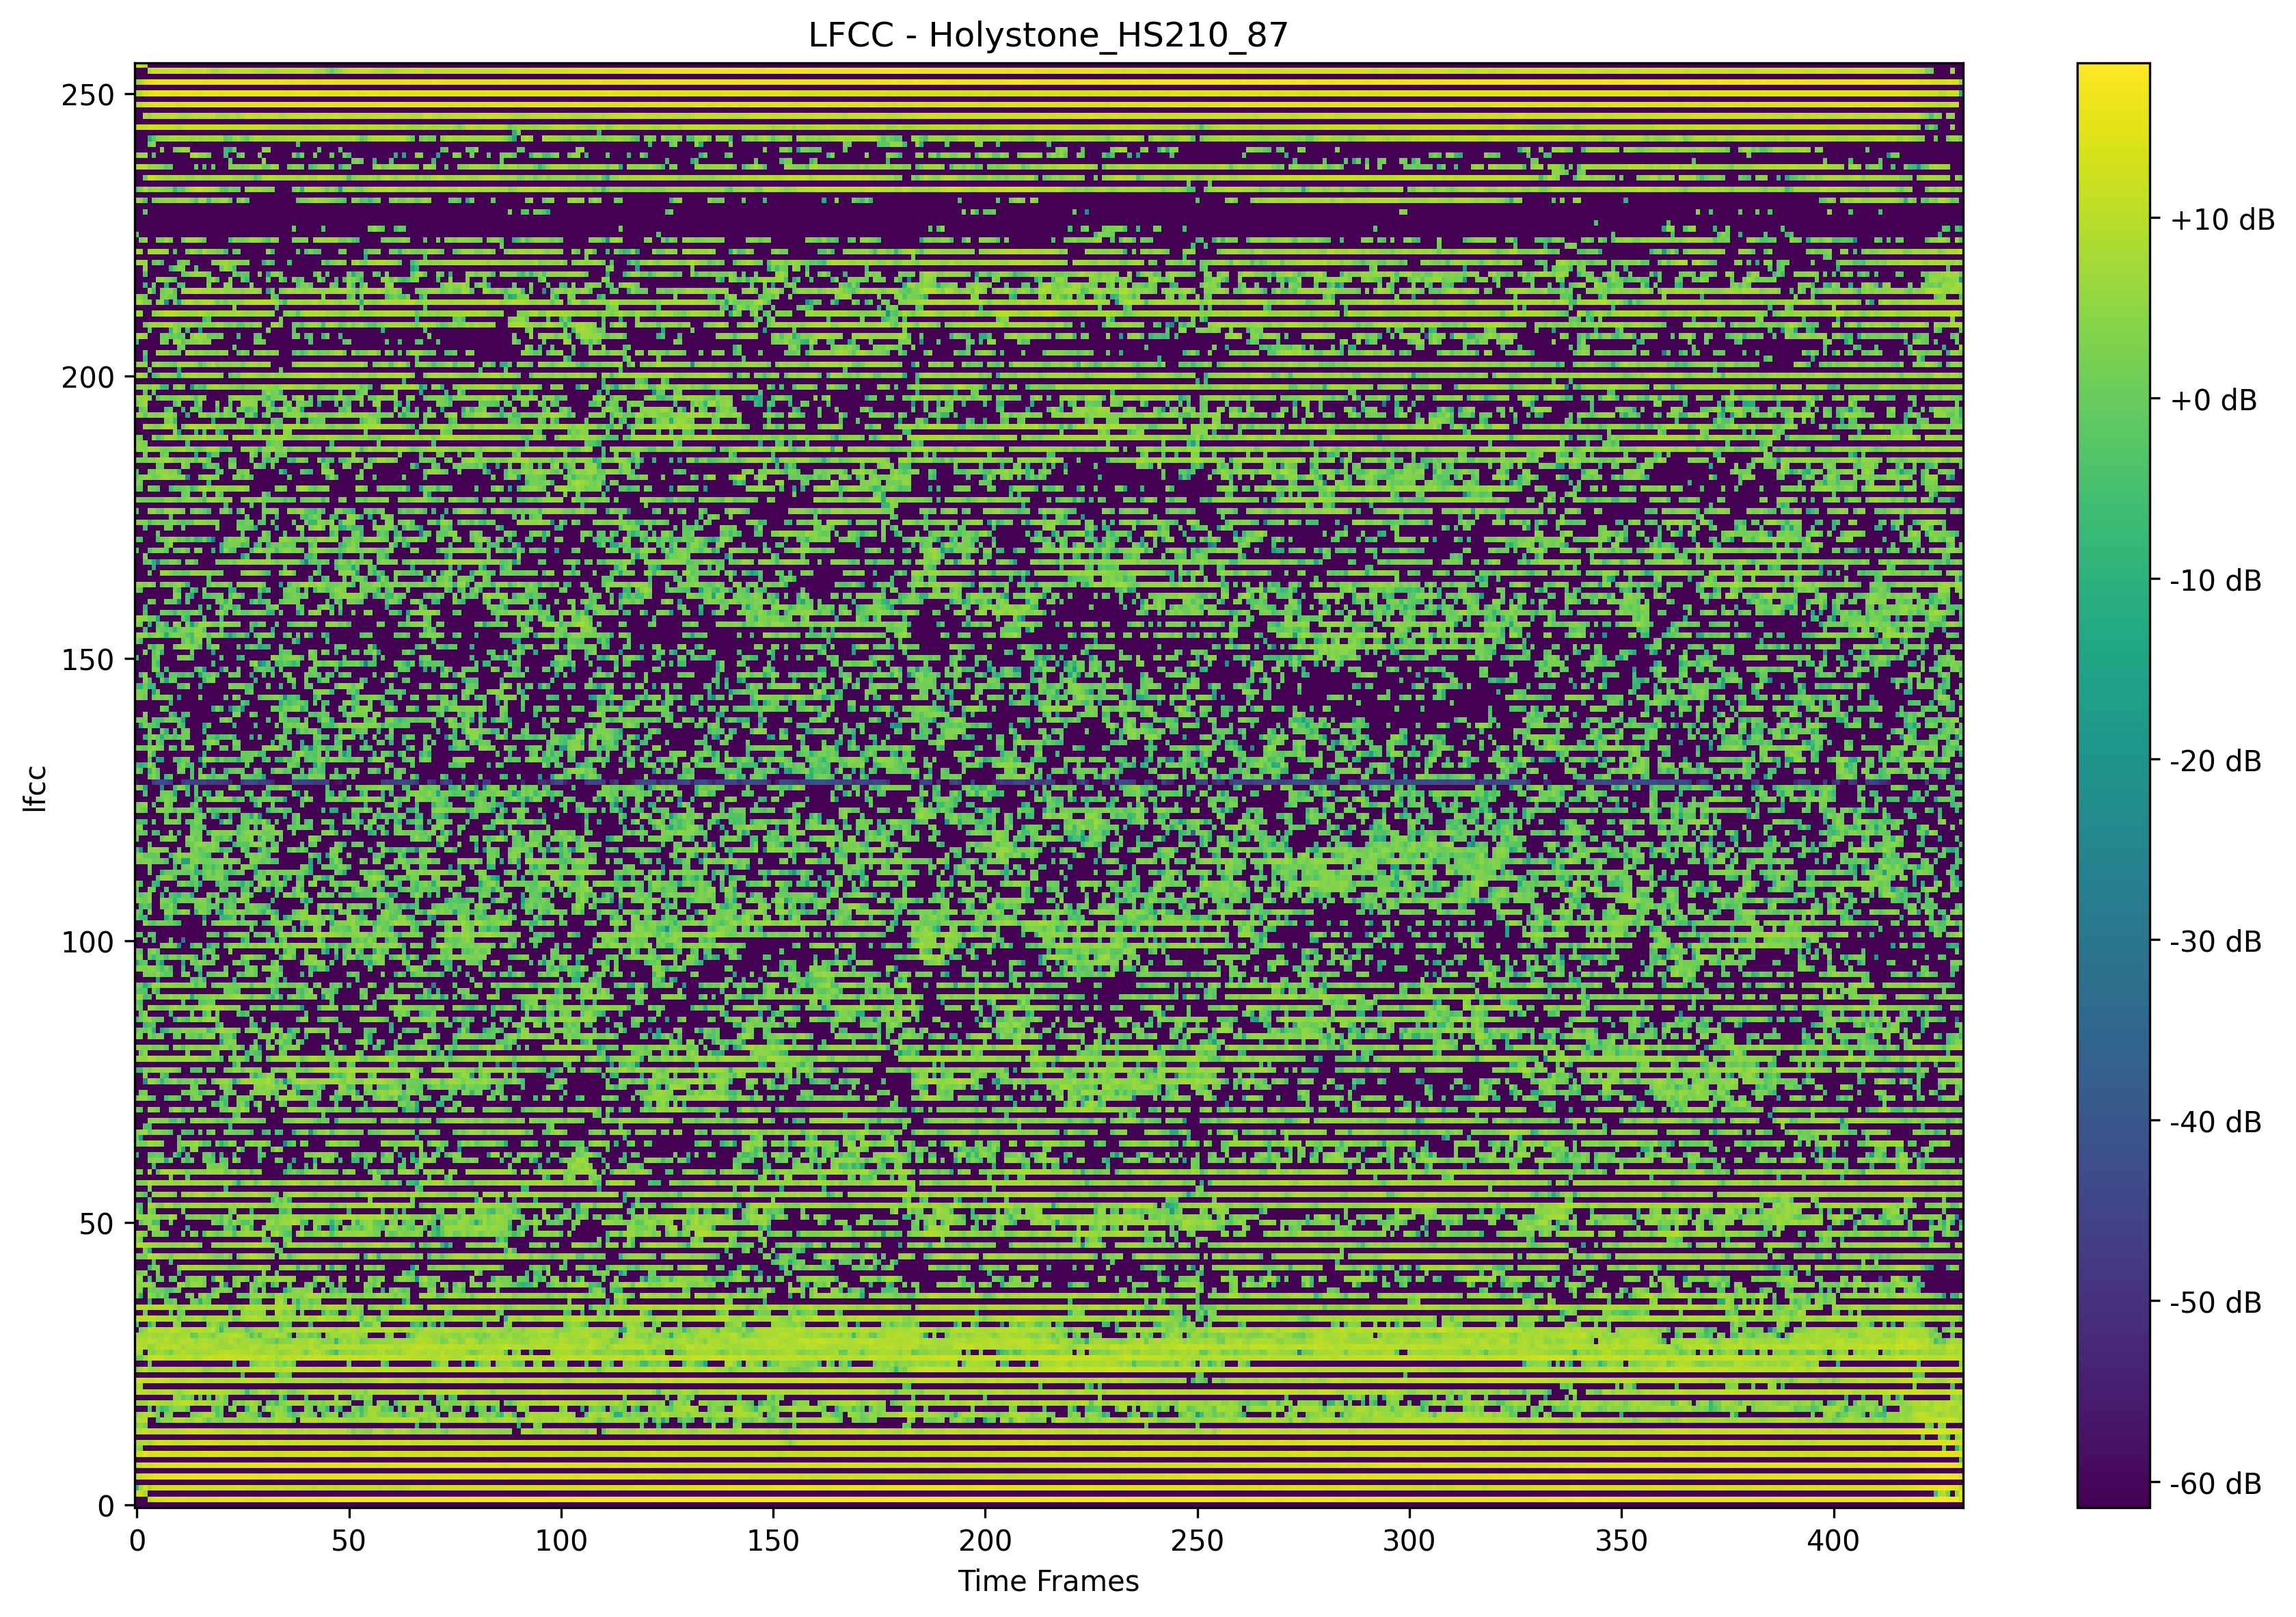 LFCC - Holystone_HS210_87
250
200
150
100
50
0
lfcc
0 50 100 150 200 250 300 350 400
Time Frames
+10 dB
+0 dB
-10 dB
-20 dB
-30 dB
-40 dB
-50 dB
-60 dB